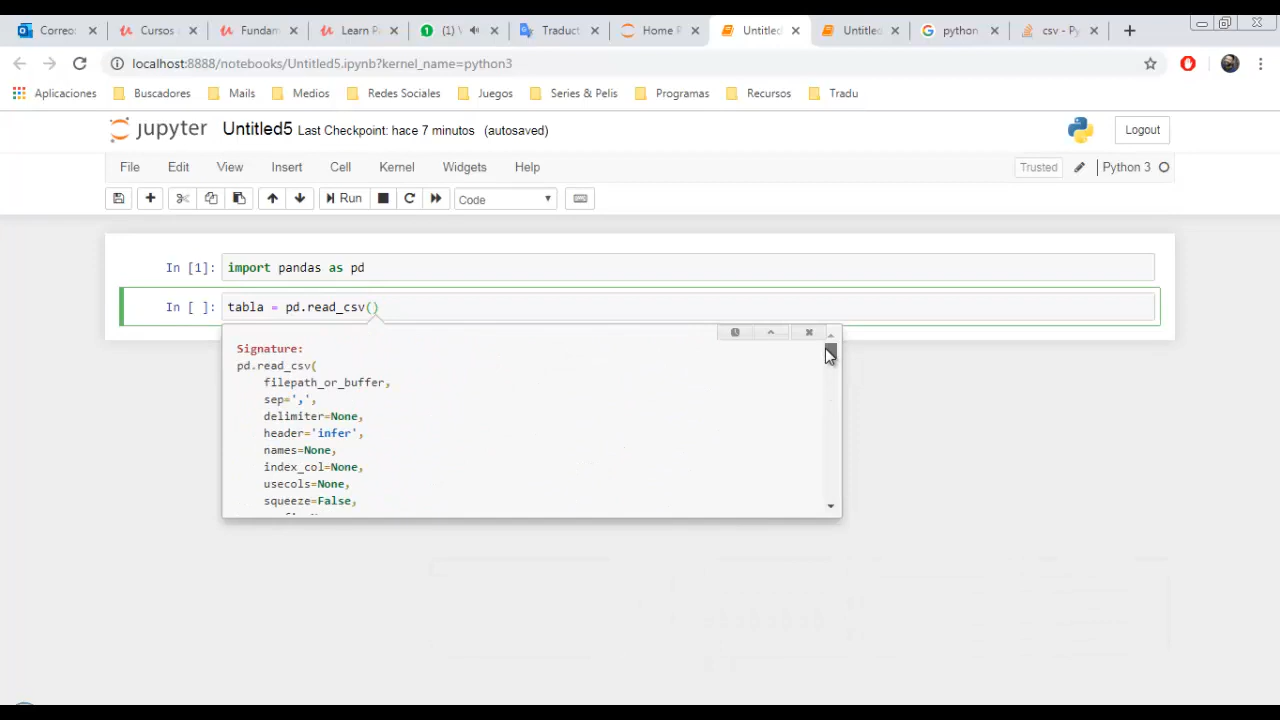 Correo: Cursos Fundan Learn P (1) Traduct Home P Untitled Untitled python csv - Py
localhost:8888/notebooks/Untitled5.ipynb?kernel_name=python3
Aplicaciones Buscadores Mails Medios Redes Sociales Juegos Series & Pelis Programas Recursos Tradu
jupyter Untitled5 Last Checkpoint: hace 7 minutos (autosaved) Logout
File Edit View Insert Cell Kernel Widgets Help Trusted Python 3
Run Code
In [1]: import pandas as pd
In [ ]: tabla = pd.read_csv()
Signature:
pd.read_csv(
filepath_or_buffer,
sep=',',
delimiter=None,
header='infer',
names=None,
index_col=None,
usecols=None,
squeeze=False,